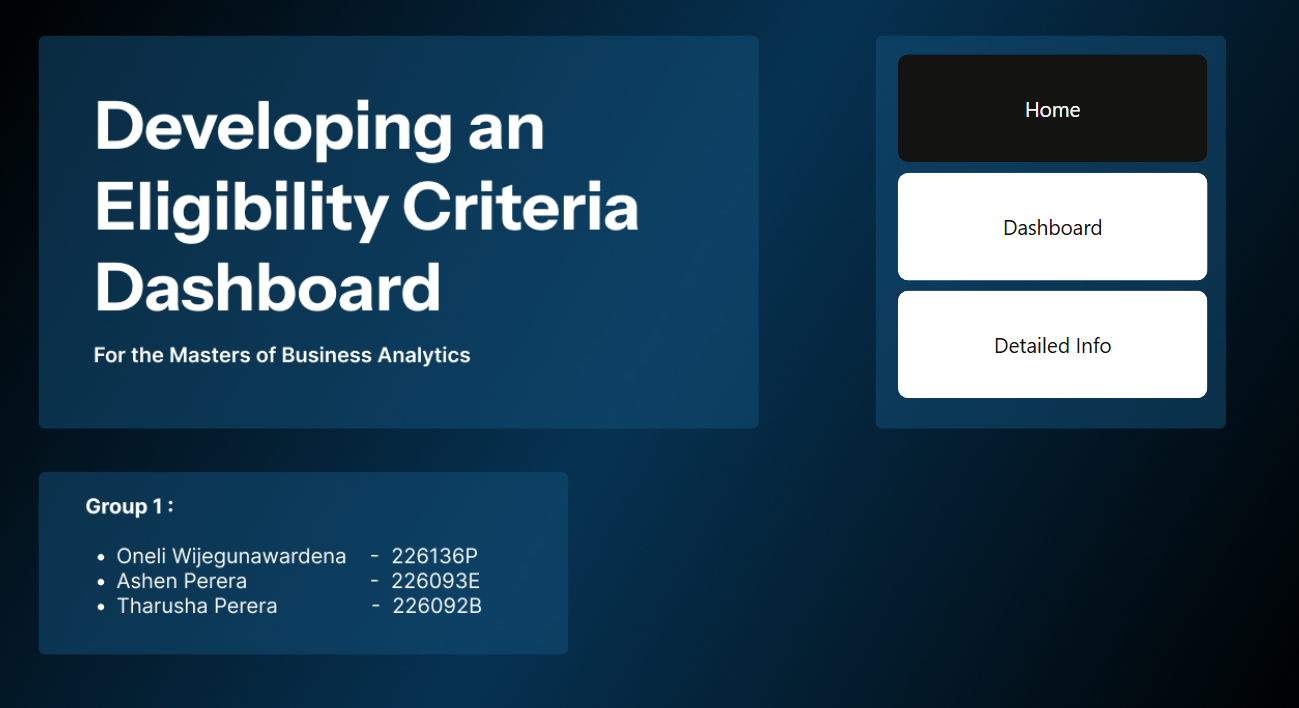 Developing an
Eligibility Criteria
Dashboard
For the Masters of Business Analytics
Home
Dashboard
Detailed Info
Group 1 :
• Oneli Wijegunawardena - 226136P
• Ashen Perera - 226093E
• Tharusha Perera - 226092B